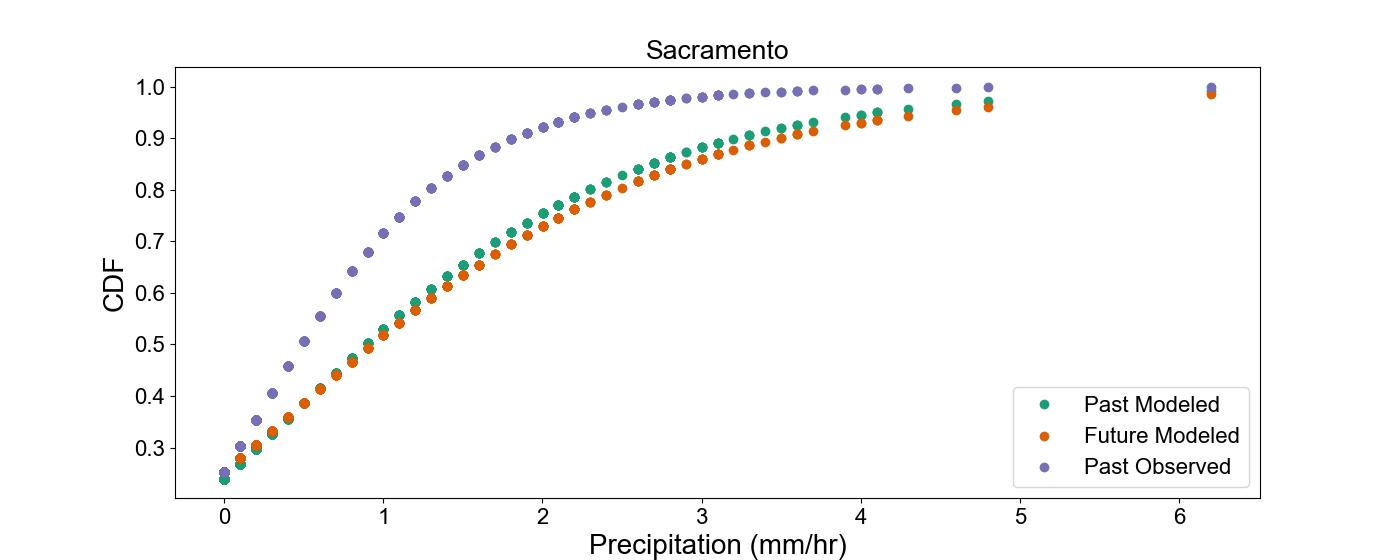 Sacramento
CDF
1.0
0.9
0.8
0.7
0.6
0.5
0.4
0.3
Past Modeled
Future Modeled
Past Observed
0 1 2 3 4 5 6
Precipitation (mm/hr)